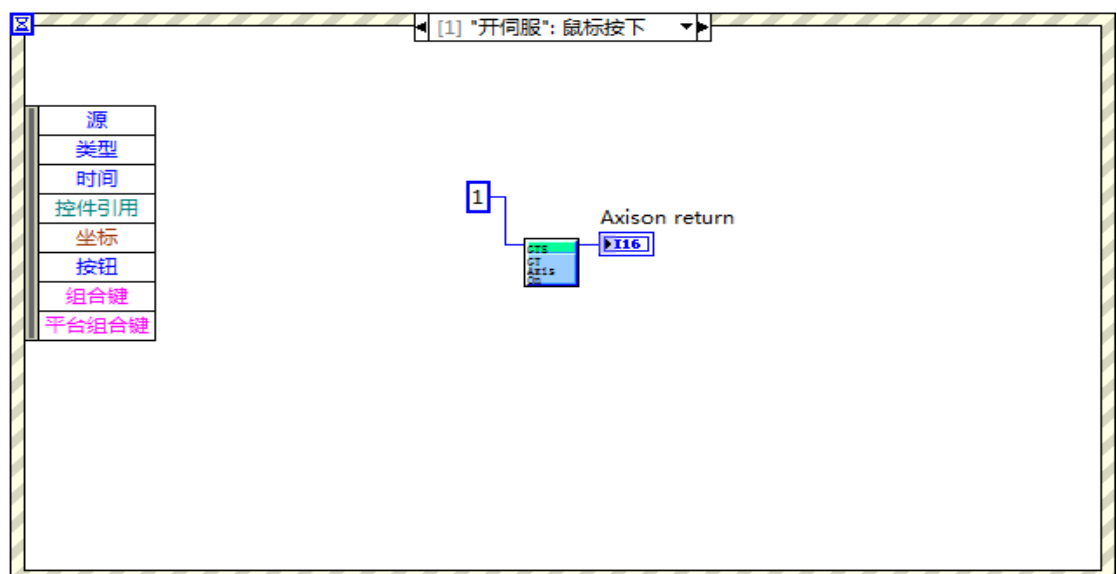 [1] "开伺服": 鼠标按下
源
类型
时间
控件引用
坐标
按钮
组合键
平台组合键
1
Axison return
I16
GTS
GT
Axis
On